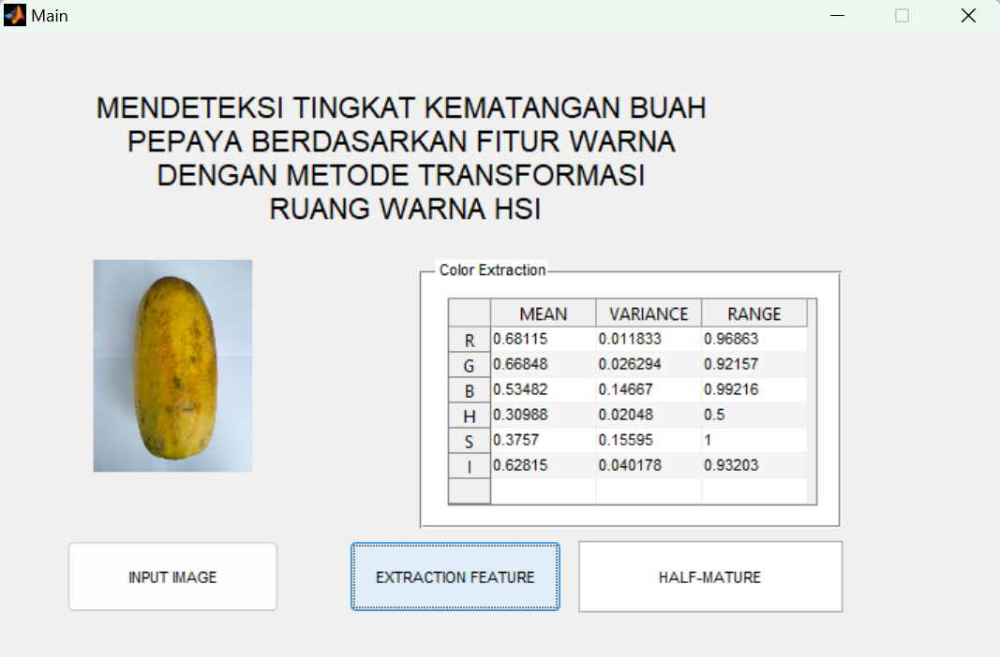 Main
MENDETEKSI TINGKAT KEMATANGAN BUAH
PEPAYA BERDASARKAN FITUR WARNA
DENGAN METODE TRANSFORMASI
RUANG WARNA HSI
Color Extraction
MEAN VARIANCE RANGE
R 0.68115 0.011833 0.96863
G 0.66848 0.026294 0.92157
B 0.53482 0.14667 0.99216
H 0.30988 0.02048 0.5
S 0.3757 0.15595 1
I 0.62815 0.040178 0.93203
INPUT IMAGE
EXTRACTION FEATURE
HALF-MATURE